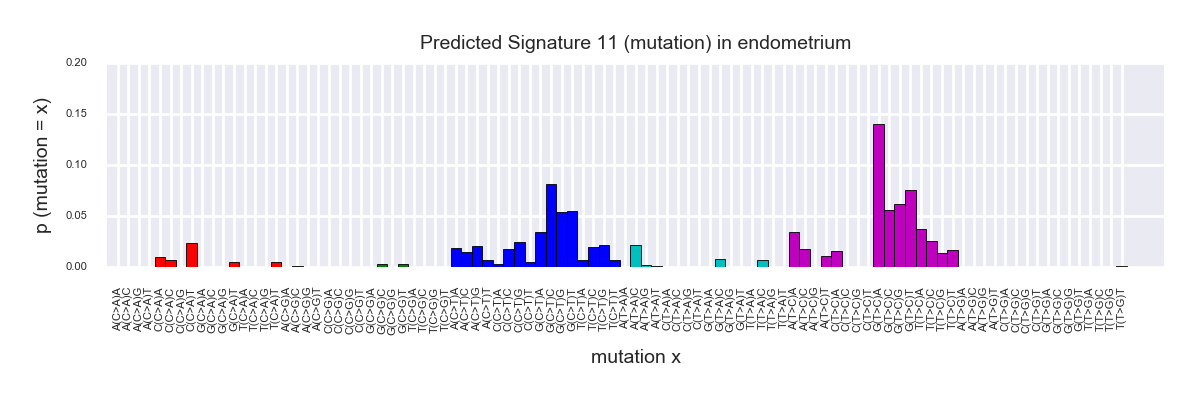 Predicted Signature 11 (mutation) in endometrium
p (mutation = x)
0.20
0.15
0.10
0.05
0.00
A(C>A)A
A(C>A)C
A(C>A)G
A(C>A)T
C(C>A)A
C(C>A)C
C(C>A)G
C(C>A)T
G(C>A)A
G(C>A)C
G(C>A)G
G(C>A)T
T(C>A)A
T(C>A)C
T(C>A)G
T(C>A)T
A(C>G)A
A(C>G)C
A(C>G)G
A(C>G)T
C(C>G)A
C(C>G)C
C(C>G)G
C(C>G)T
G(C>G)A
G(C>G)C
G(C>G)G
G(C>G)T
T(C>G)A
T(C>G)C
T(C>G)G
T(C>G)T
A(C>T)A
A(C>T)C
A(C>T)G
A(C>T)T
C(C>T)A
C(C>T)C
C(C>T)G
C(C>T)T
G(C>T)A
G(C>T)C
G(C>T)G
G(C>T)T
T(C>T)A
T(C>T)C
T(C>T)G
T(C>T)T
A(T>A)A
A(T>A)C
A(T>A)G
A(T>A)T
C(T>A)A
C(T>A)C
C(T>A)G
C(T>A)T
G(T>A)A
G(T>A)C
G(T>A)G
G(T>A)T
T(T>A)A
T(T>A)C
T(T>A)G
T(T>A)T
A(T>C)A
A(T>C)C
A(T>C)G
A(T>C)T
C(T>C)A
C(T>C)C
C(T>C)G
C(T>C)T
G(T>C)A
G(T>C)C
G(T>C)G
G(T>C)T
T(T>C)A
T(T>C)C
T(T>C)G
T(T>C)T
A(T>G)A
A(T>G)C
A(T>G)G
A(T>G)T
C(T>G)A
C(T>G)C
C(T>G)G
C(T>G)T
G(T>G)A
G(T>G)C
G(T>G)G
G(T>G)T
T(T>G)A
T(T>G)C
T(T>G)G
T(T>G)T
mutation x